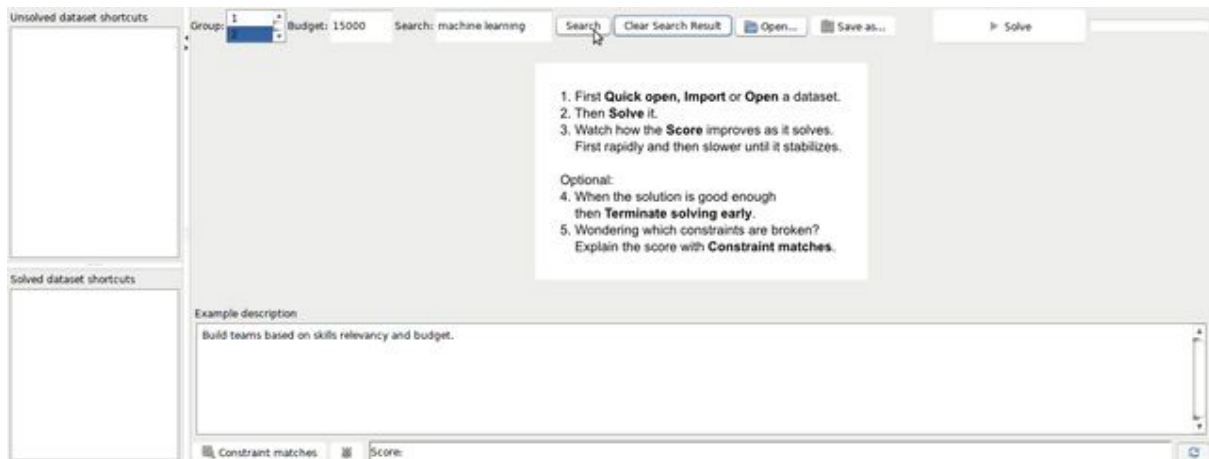 Unsolved dataset shortcuts
Group: 1 2 Budget: 15000 Search: machine learning Search Clear Search Result Open... Save as... Solve
1. First Quick open, Import or Open a dataset.
2. Then Solve it.
3. Watch how the Score improves as it solves.
First rapidly and then slower until it stabilizes.
Optional:
4. When the solution is good enough
then Terminate solving early.
5. Wondering which constraints are broken?
Explain the score with Constraint matches.
Solved dataset shortcuts
Example description
Build teams based on skills relevancy and budget.
Constraint matches Score: